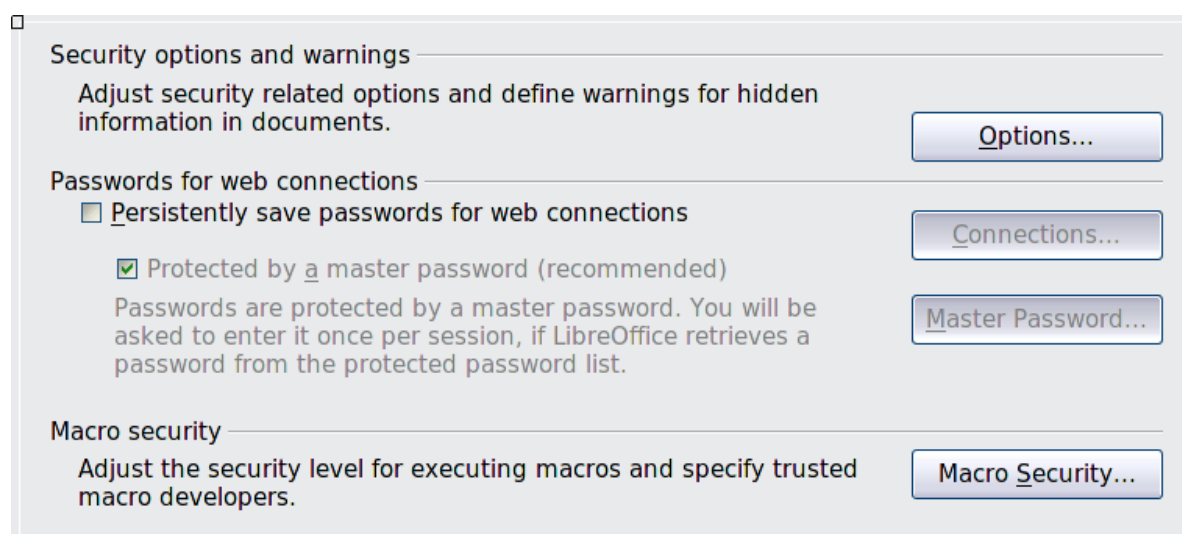 Security options and warnings
Adjust security related options and define warnings for hidden
information in documents.
Options...
Passwords for web connections
Persistently save passwords for web connections
Connections...
Protected by a master password (recommended)
Passwords are protected by a master password. You will be
asked to enter it once per session, if LibreOffice retrieves a
password from the protected password list.
Master Password...
Macro security
Adjust the security level for executing macros and specify trusted
macro developers.
Macro Security...